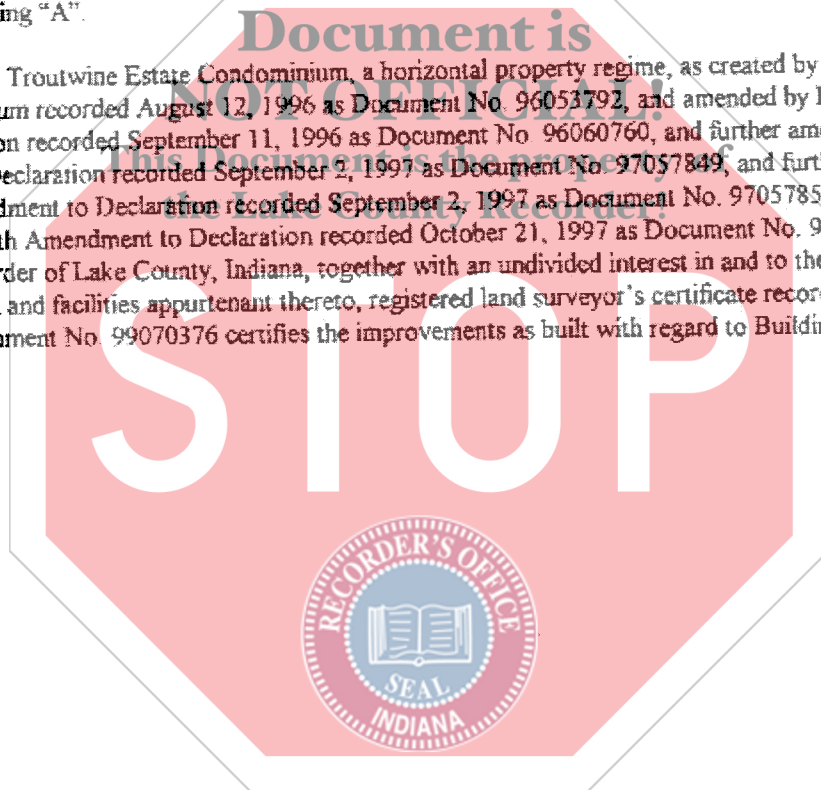 ing "A".
Document is
Troutwine Estate Condominium, a horizontal property regime, as created by
um recorded August 12, 1996 as Document No. 96053792, and amended by
NOT OFFICIAL!
on recorded September 11, 1996 as Document No 96060760, and further am
This Document is the property of
eclaration recorded September 2, 1997 as Document No. 97057849, and furt
the Lake County Recorder!
dment to Declaration recorded September 2, 1997 as Document No. 9705785
th Amendment to Declaration recorded October 21, 1997 as Document No. 9
rder of Lake County, Indiana, together with an undivided interest in and to the
and facilities appurtenant thereto, registered land surveyor's certificate recor
ment No. 99070376 certifies the improvements as built with regard to Buildin
STOP
RECORDER'S OFFICE
SEAL
INDIANA